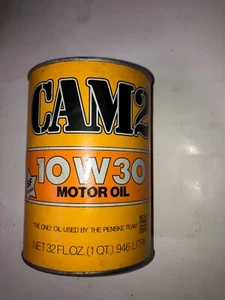 CAM2
10W30
MOTOR OIL
THE ONLY OIL USED BY THE PENSKE TEAM
NET 32 FL. OZ. (1 QT.) .946 LITRE